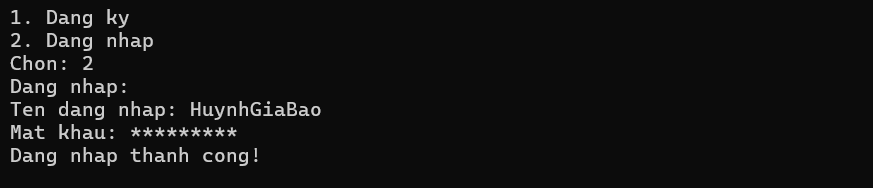 1. Dang ky
2. Dang nhap
Chon: 2
Dang nhap:
Ten dang nhap: HuynhGiaBao
Mat khau: *********
Dang nhap thanh cong!